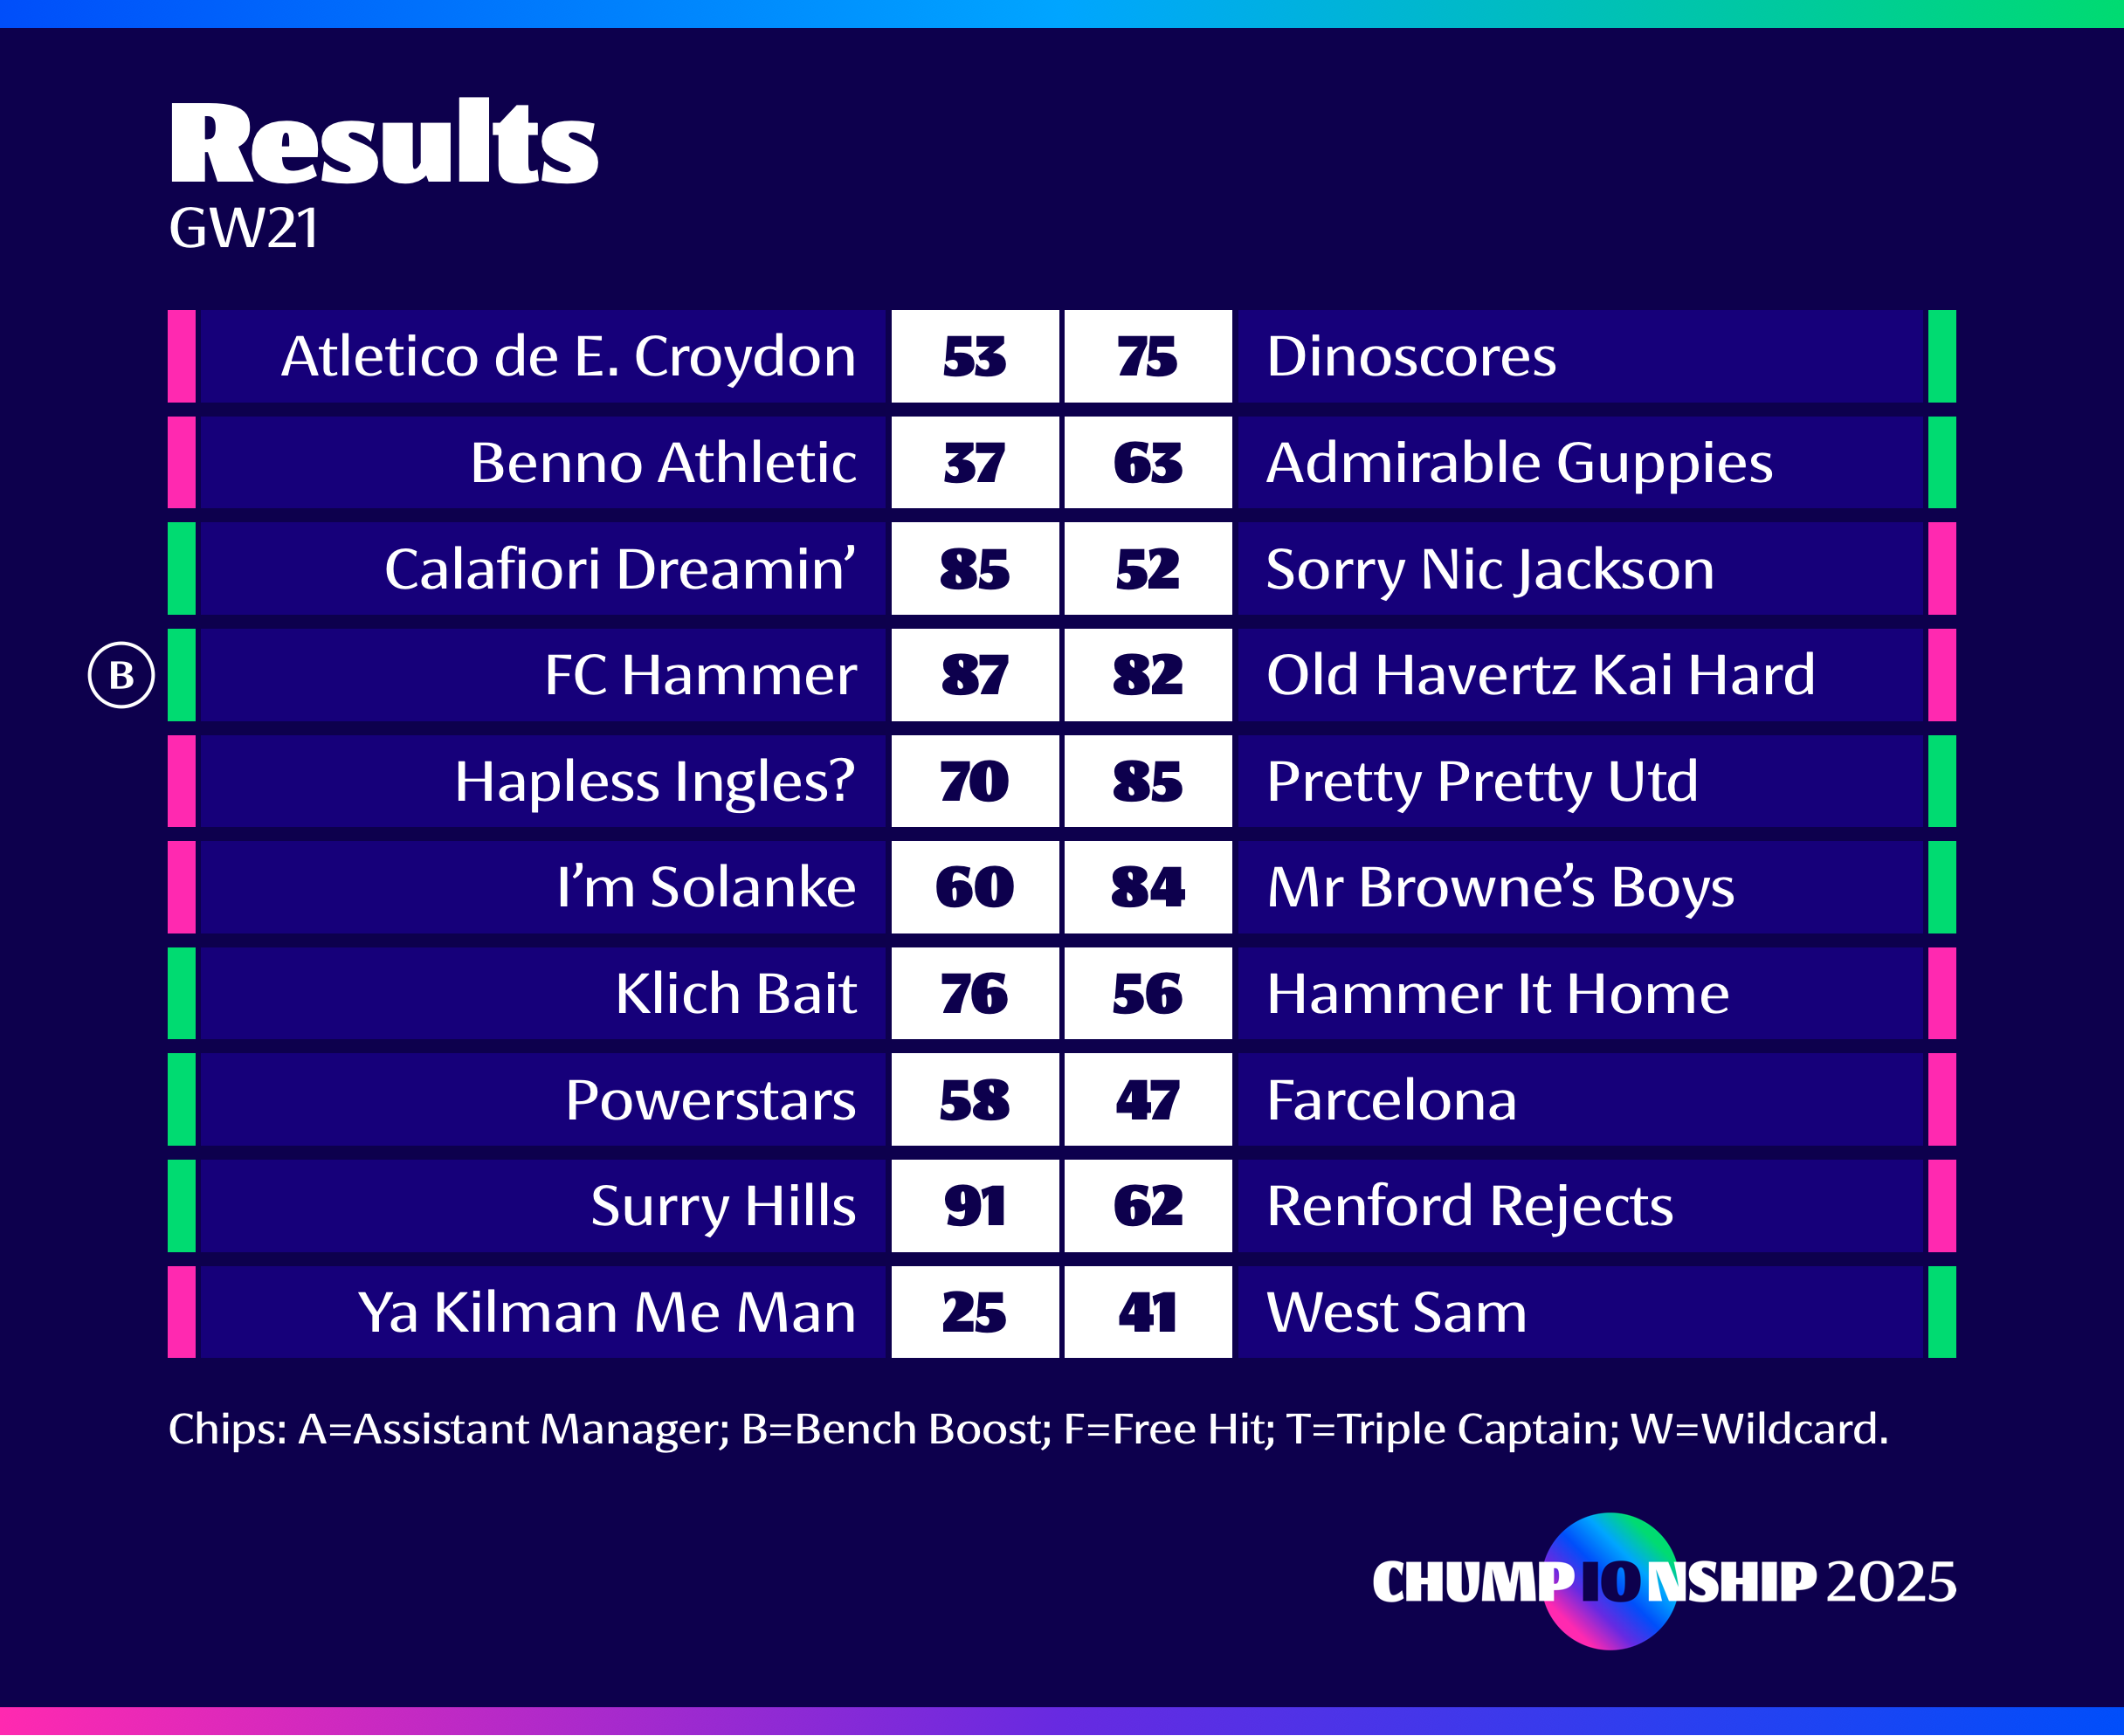 Results
GW21
Atletico de E. Croydon 53 75 Dinoscores
Benno Athletic 37 63 Admirable Guppies
Calafiori Dreamin’ 85 52 Sorry Nic Jackson
B FC Hammer 87 82 Old Havertz Kai Hard
Hapless Ingles? 70 85 Pretty Pretty Utd
I’m Solanke 60 84 Mr Browne’s Boys
Klich Bait 76 56 Hammer It Home
Powerstars 58 47 Farcelona
Surry Hills 91 62 Renford Rejects
Ya Kilman Me Man 25 41 West Sam
Chips: A=Assistant Manager; B=Bench Boost; F=Free Hit; T=Triple Captain; W=Wildcard.
CHUMPIONSHIP 2025